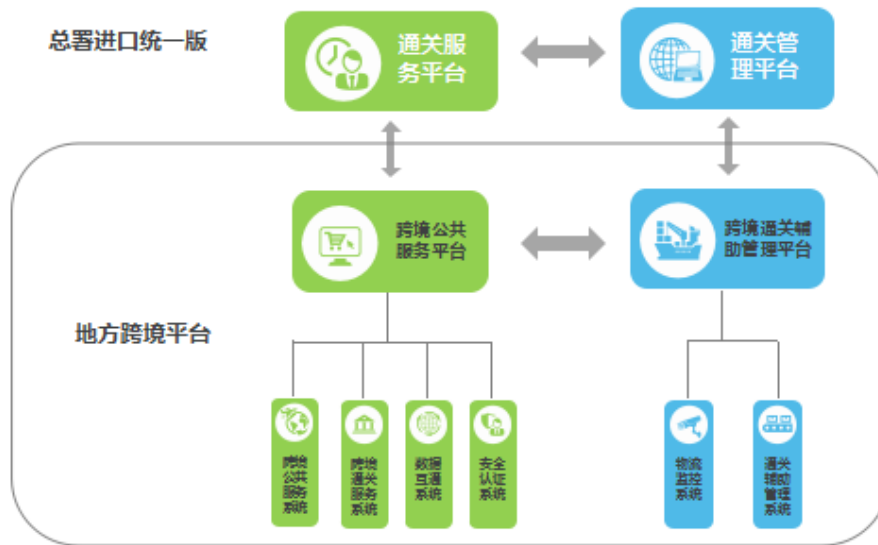 总署进口统一版
通关服
务平台
通关管
理平台
跨境公共
服务平台
跨境通关辅
助管理平台
地方跨境平台
跨境
公共
服务
系统
跨境
通关
服务
系统
数据
互通
系统
安全
认证
系统
物流
监控
系统
通关
辅助
管理
系统